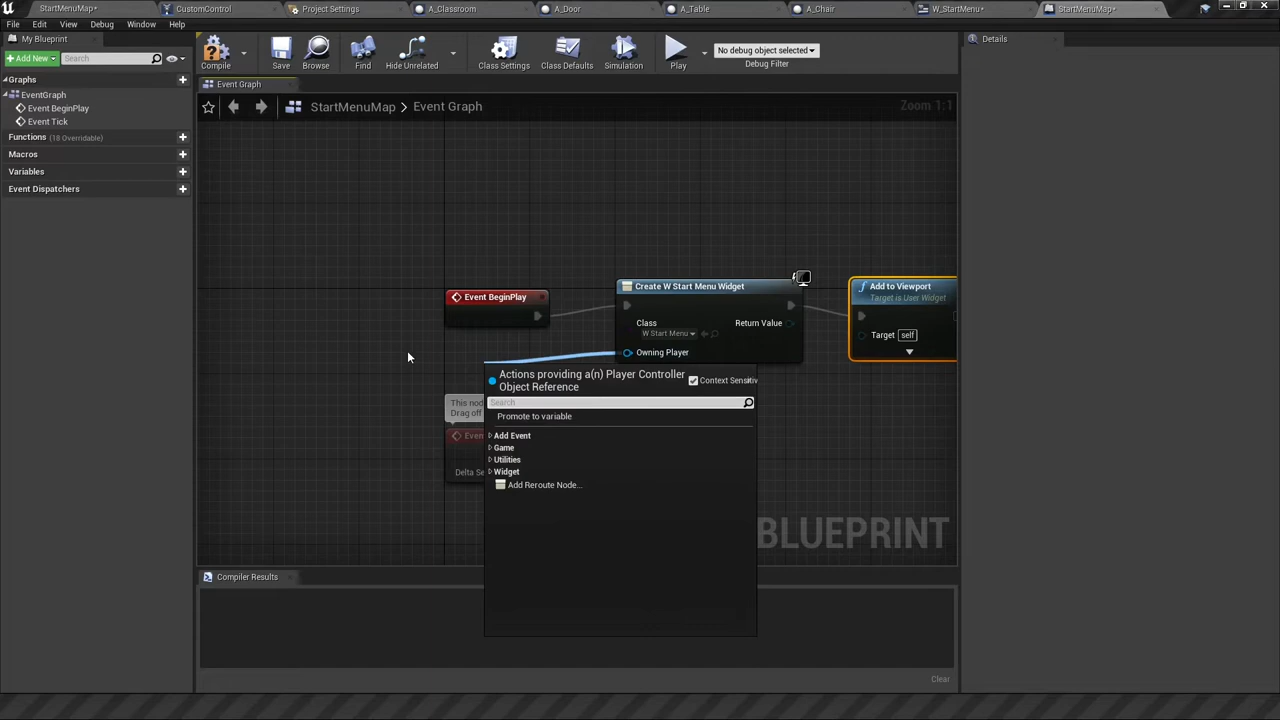 StartMenuMap•
CustomControl
Project Settings
A_Classroom
A_Door
A_Table
A_Chair
W_StartMenu•
StartMenuMap•
File
Edit
View
Debug
Window
Help
My Blueprint
Details
Add New
Search
Compile
Save
Browse
Find
Hide Unrelated
Class Settings
Class Defaults
Simulation
Play
No debug object selected
Debug Filter
Graphs
EventGraph
Event BeginPlay
Event Tick
Functions (18 Overridable)
Macros
Variables
Event Dispatchers
Event Graph
StartMenuMap > Event Graph
Zoom 1:1
Event BeginPlay
Create W Start Menu Widget
Class
W Start Menu
Return Value
Owning Player
Add to Viewport
Target is User Widget
Target self
This
Drag off
Event
Delta
Actions providing a(n) Player Controller
Object Reference
Context
Search
Promote to variable
Add Event
Game
Utilities
Widget
Add Reroute Node...
BLUEPRINT
Compiler Results
Clear